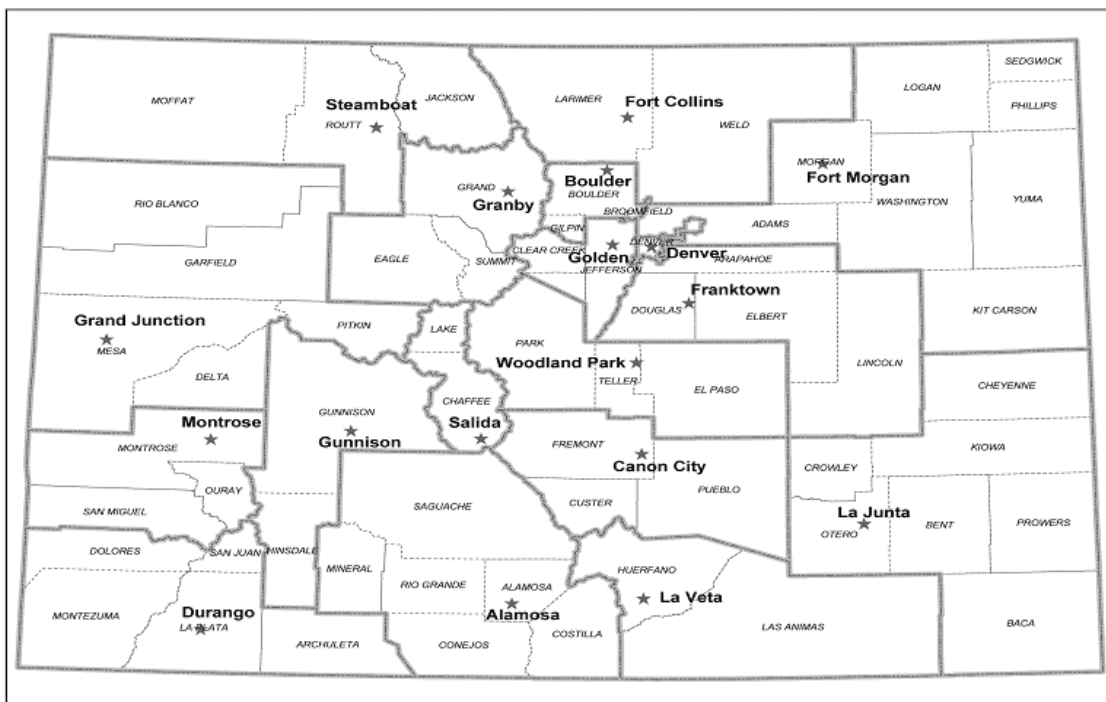 SEDGWICK
LOGAN
MOFFAT
JACKSON
LARIMER
Steamboat
Fort Collins
PHILLIPS
ROUTT
WELD
MORGAN
Fort Morgan
Boulder
BOULDER
GRAND
Granby
RIO BLANCO
WASHINGTON
YUMA
BROOMFIELD
ADAMS
GILPIN
DENVER
CLEAR CREEK
Golden
Denver
EAGLE
SUMMIT
ARAPAHOE
GARFIELD
JEFFERSON
Franktown
DOUGLAS
ELBERT
KIT CARSON
Grand Junction
PITKIN
LAKE
MESA
PARK
Woodland Park
LINCOLN
DELTA
TELLER
EL PASO
CHEYENNE
CHAFFEE
GUNNISON
Montrose
Salida
Gunnison
MONTROSE
FREMONT
KIOWA
Canon City
CROWLEY
OURAY
PUEBLO
SAGUACHE
CUSTER
SAN MIGUEL
La Junta
BENT
PROWERS
OTERO
DOLORES
SAN JUAN
HINSDALE
MINERAL
HUERFANO
RIO GRANDE
ALAMOSA
La Veta
Durango
MONTEZUMA
Alamosa
LA PLATA
LAS ANIMAS
BACA
COSTILLA
ARCHULETA
CONEJOS